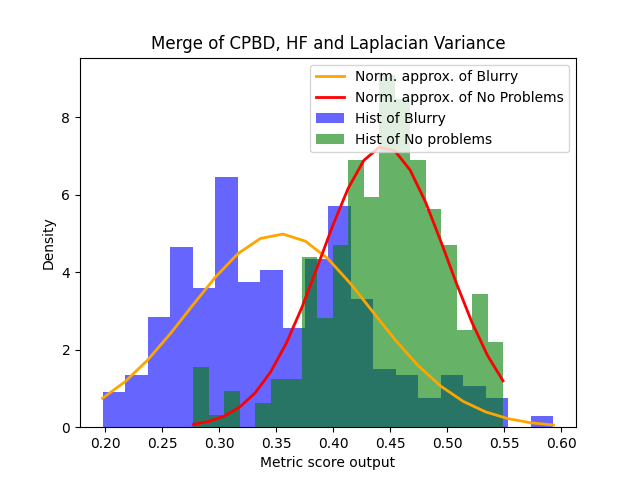 Merge of CPBD, HF and Laplacian Variance
Norm. approx. of Blurry
Norm. approx. of No Problems
Hist of Blurry
Hist of No problems
Density
8
6
4
2
0
0.20 0.25 0.30 0.35 0.40 0.45 0.50 0.55 0.60
Metric score output